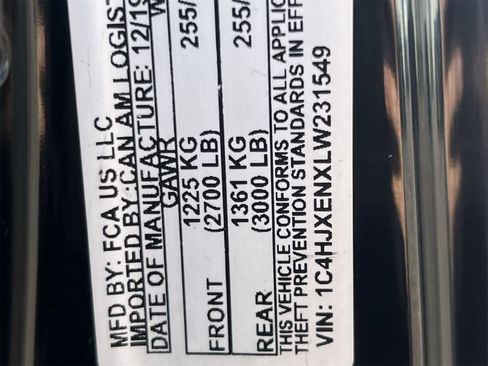 MFD BY: FCA US LLC
IMPORTED BY:CAN AM LOGIST
DATE OF MANUFACTURE: 12/19
GAWR W
FRONT 1225 KG 255/
(2700 LB)
REAR 1361 KG 255/
(3000 LB)
THIS VEHICLE CONFORMS TO ALL APPLIC
THEFT PREVENTION STANDARDS IN EFF
VIN: 1C4HJXENXLW231549